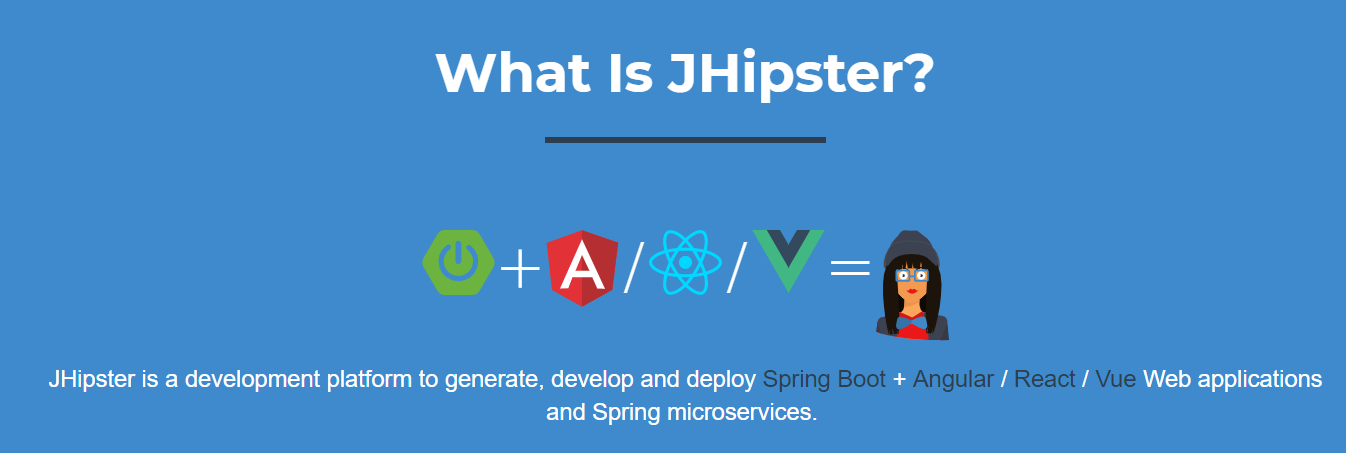 What Is JHipster?
+ A / / =
JHipster is a development platform to generate, develop and deploy Spring Boot + Angular / React / Vue Web applications
and Spring microservices.